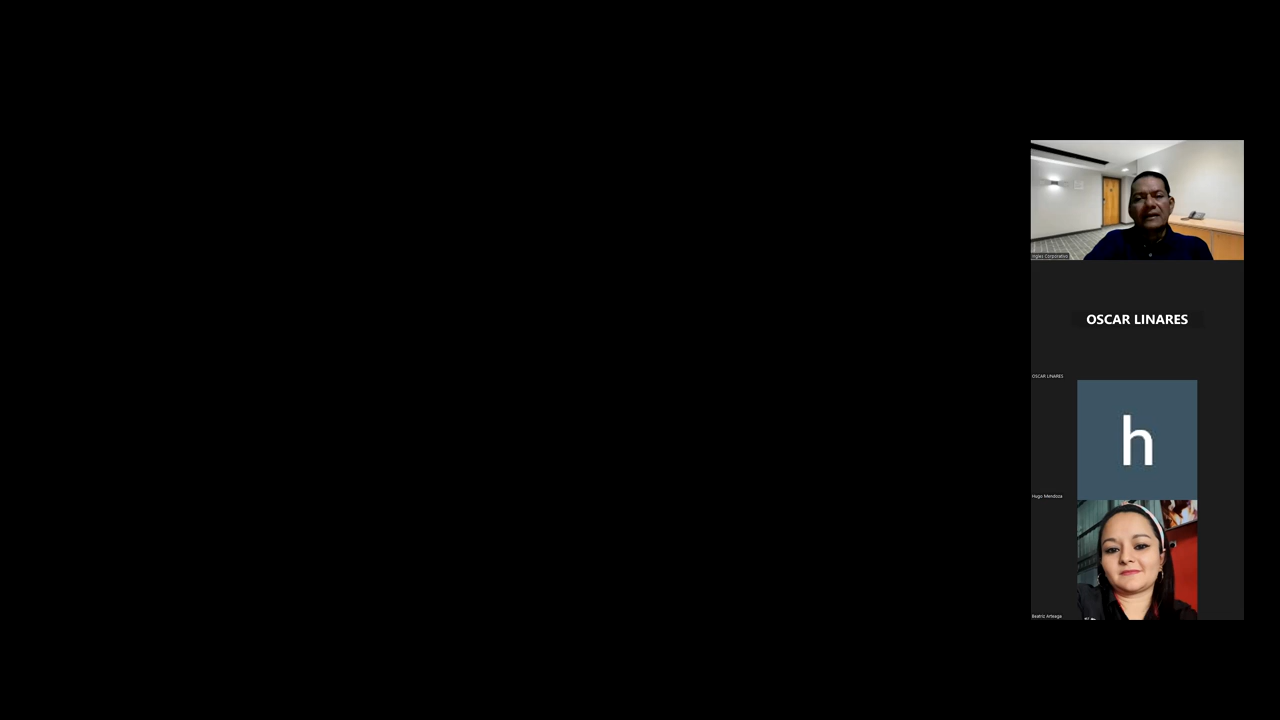 Ingles Corporativo
OSCAR LINARES
OSCAR LINARES
h
Hugo Mendoza
Beatriz Arteaga